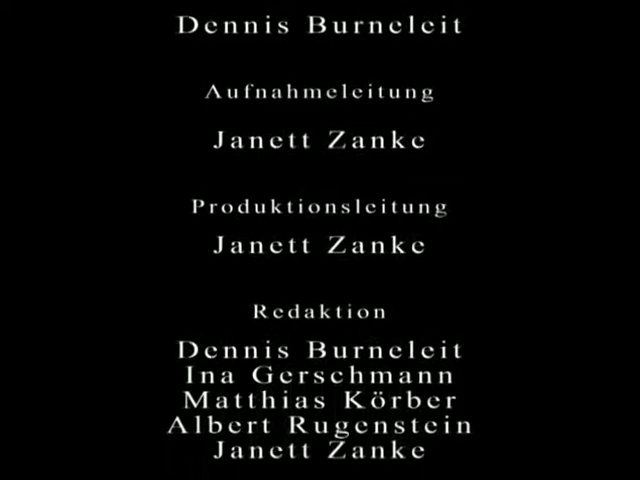 Dennis Burneleit
Aufnahmeleitung
Janett Zanke
Produktionsleitung
Janett Zanke
Redaktion
Dennis Burneleit
Ina Gerschmann
Matthias Körber
Albert Rugenstein
Janett Zanke